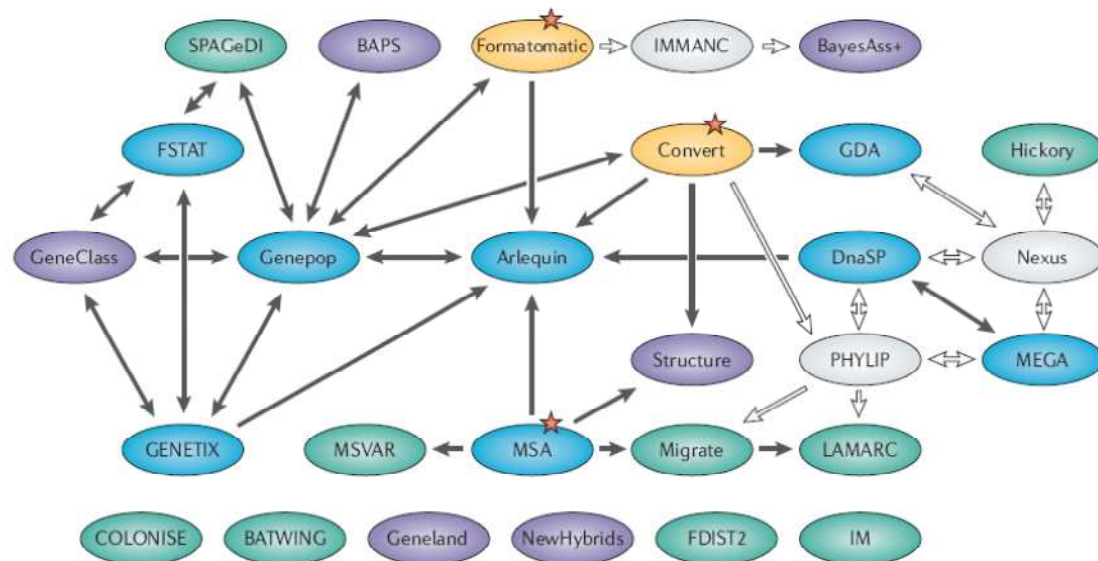 SPAGeDI
BAPS
Formatomatic
IMMANC
BayesAss+
FSTAT
Convert
GDA
Hickory
GeneClass
Genepop
Arlequin
DnaSP
Nexus
Structure
PHYLIP
MEGA
GENETIX
MSVAR
MSA
Migrate
LAMARC
COLONISE
BATWING
Geneland
NewHybrids
FDIST2
IM